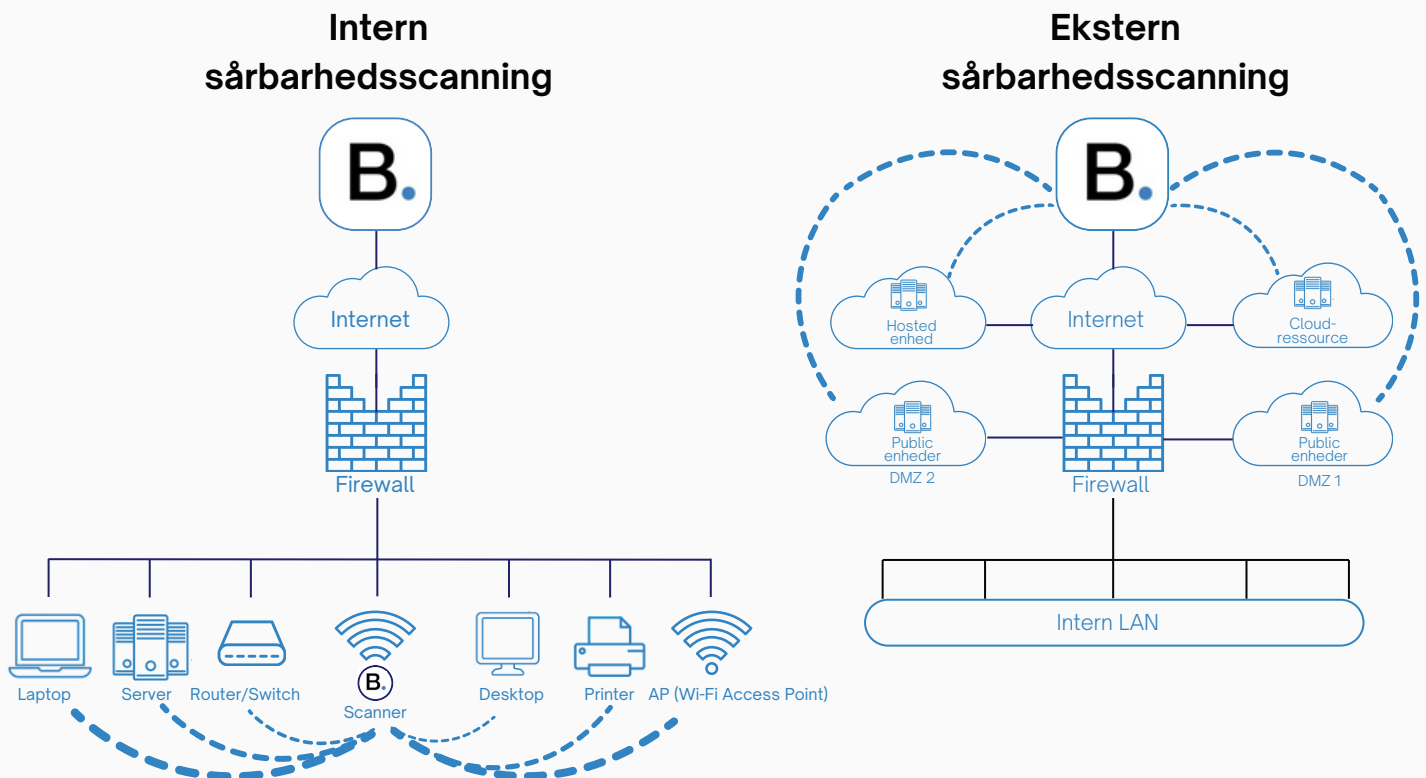 Intern
sårbarhedsscanning
B.
Internet
Firewall
Laptop
Server
Router/Switch
B.
Scanner
Desktop
Printer
AP (Wi-Fi Access Point)
Ekstern
sårbarhedsscanning
B.
Hosted
enhed
Internet
Cloud-
ressource
Public
enheder
DMZ 2
Firewall
Public
enheder
DMZ 1
Intern LAN